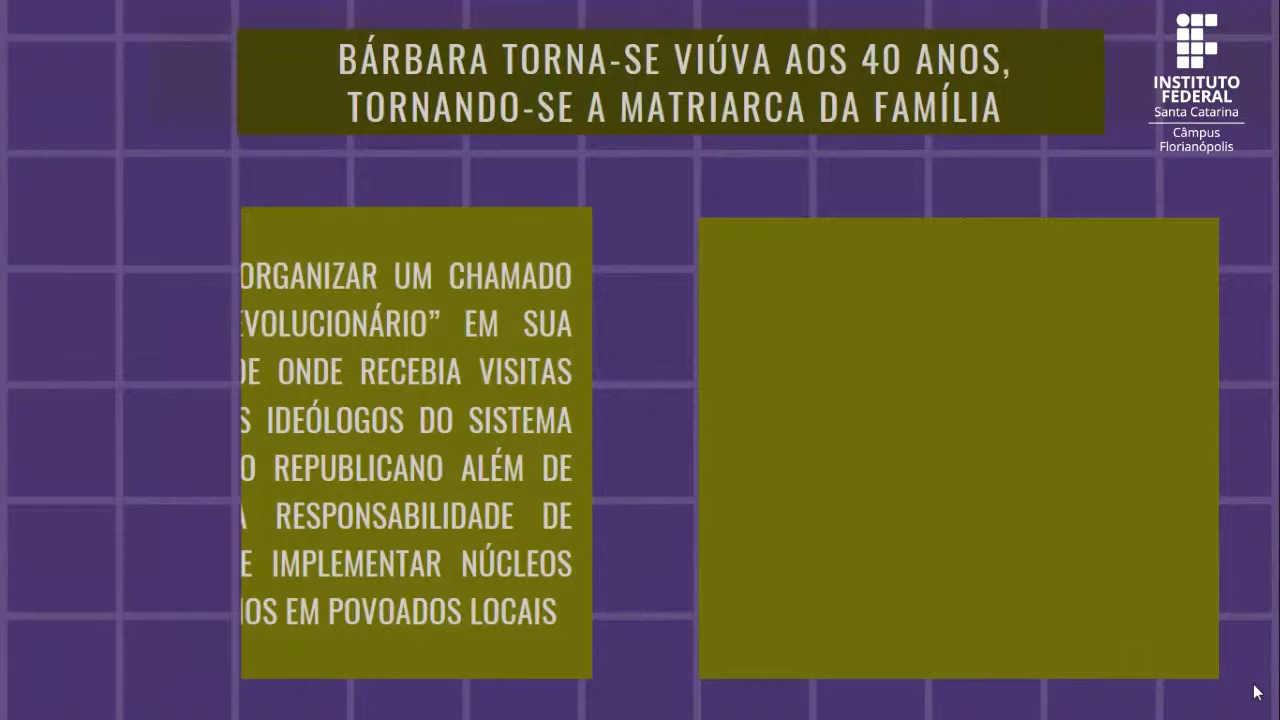 BÁRBARA TORNA-SE VIÚVA AOS 40 ANOS,
TORNANDO-SE A MATRIARCA DA FAMÍLIA
INSTITUTO
FEDERAL
Santa Catarina
Câmpus
Florianópolis
ORGANIZAR UM CHAMADO
EVOLUCIONÁRIO” EM SUA
DE ONDE RECEBIA VISITAS
S IDEÓLOGOS DO SISTEMA
O REPUBLICANO ALÉM DE
A RESPONSABILIDADE DE
E IMPLEMENTAR NÚCLEOS
IOS EM POVOADOS LOCAIS